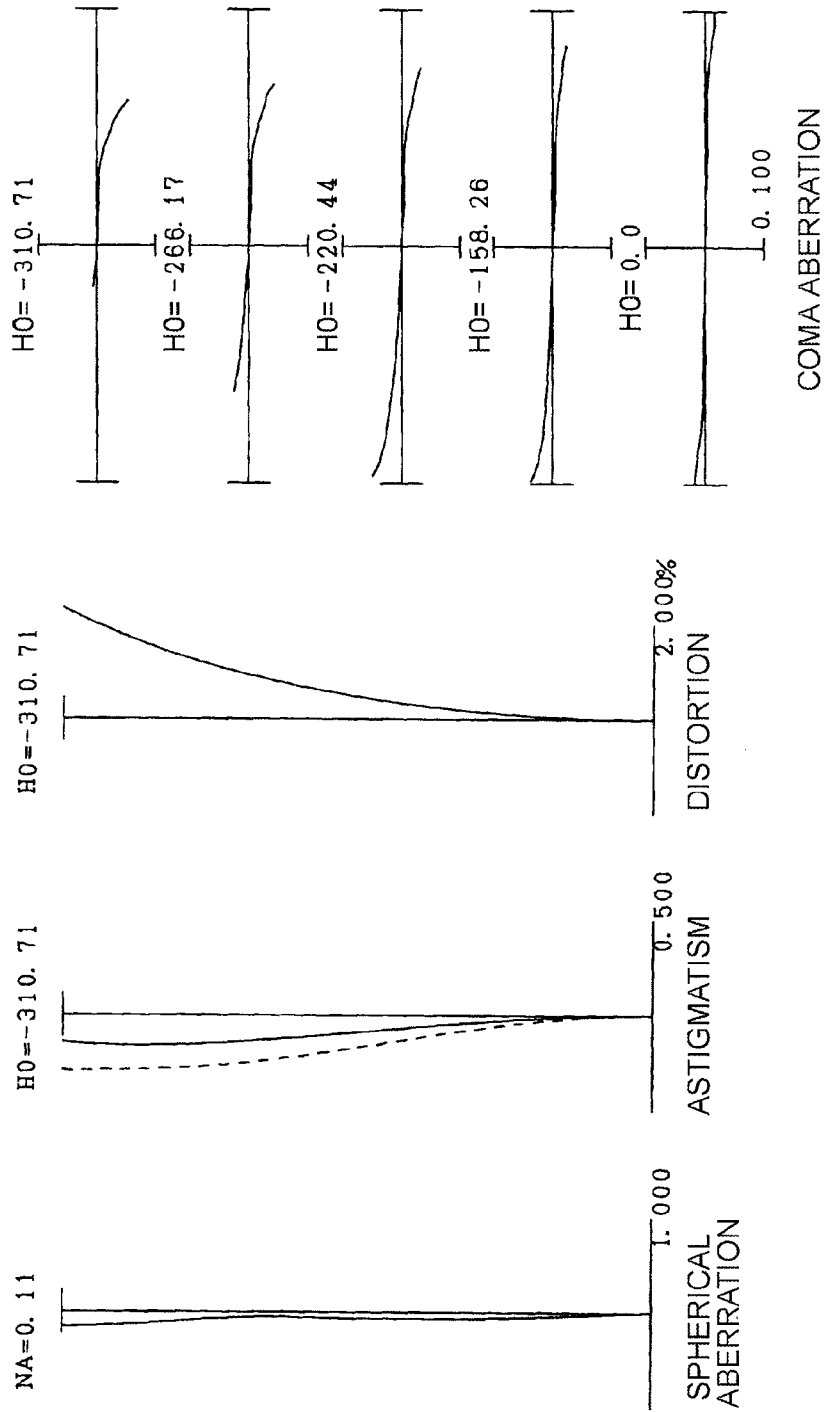 NA=0.11
1.000
SPHERICAL
ABERRATION
H0=-310.71
0.500
ASTIGMATISM
H0=-310.71
2.000%
DISTORTION
H0=-310.71
H0=-266.17
H0=-220.44
H0=-158.26
H0=0.0
0.100
COMA ABERRATION